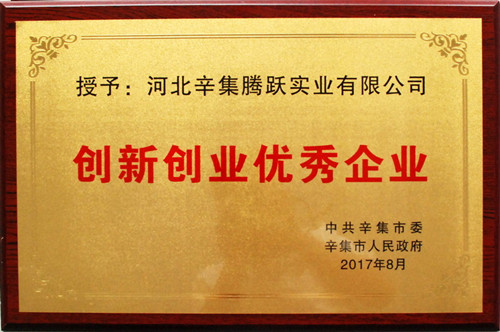 授予：河北辛集腾跃实业有限公司
创新创业优秀企业
中共辛集市委
辛集市人民政府
2017年8月